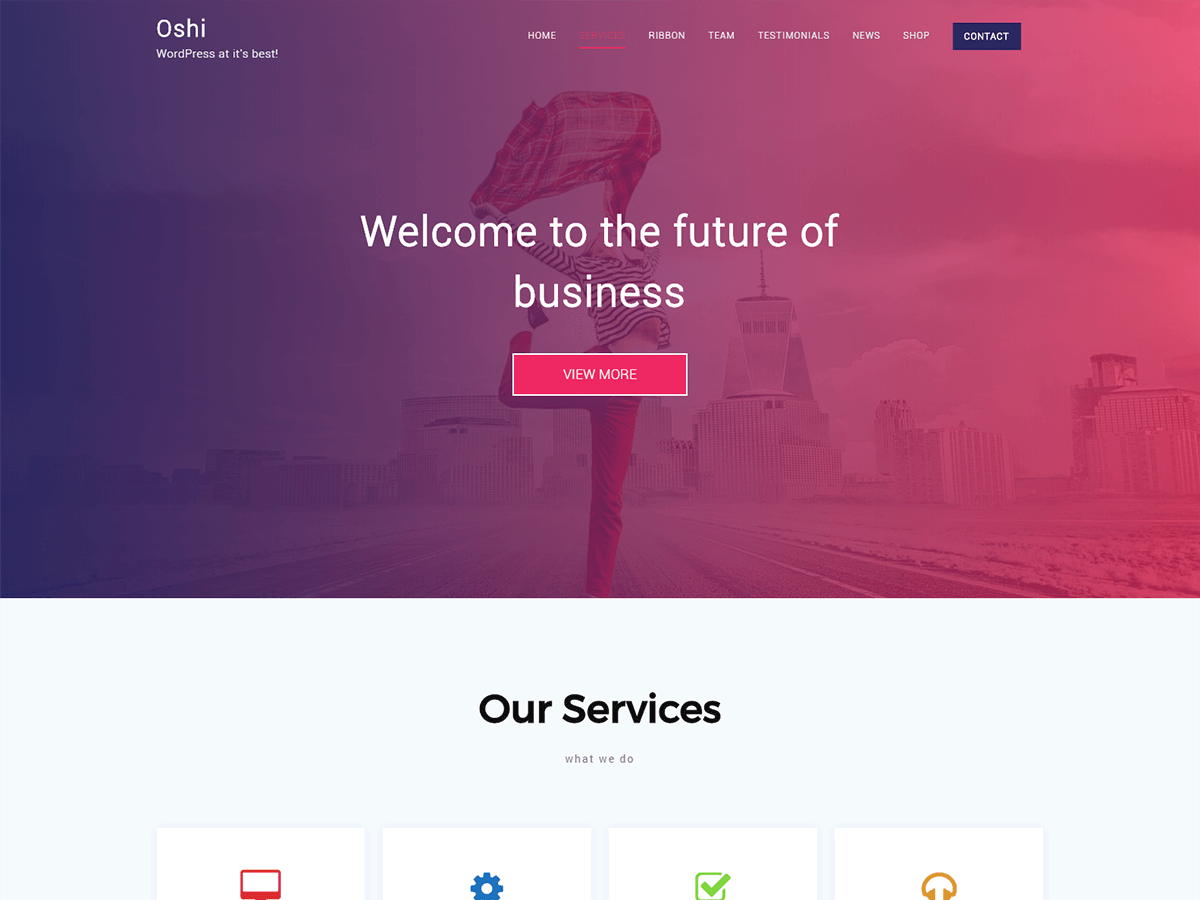 Oshi
WordPress at it's best!
HOME SERVICES RIBBON TEAM TESTIMONIALS NEWS SHOP CONTACT
Welcome to the future of
business
VIEW MORE
Our Services
what we do